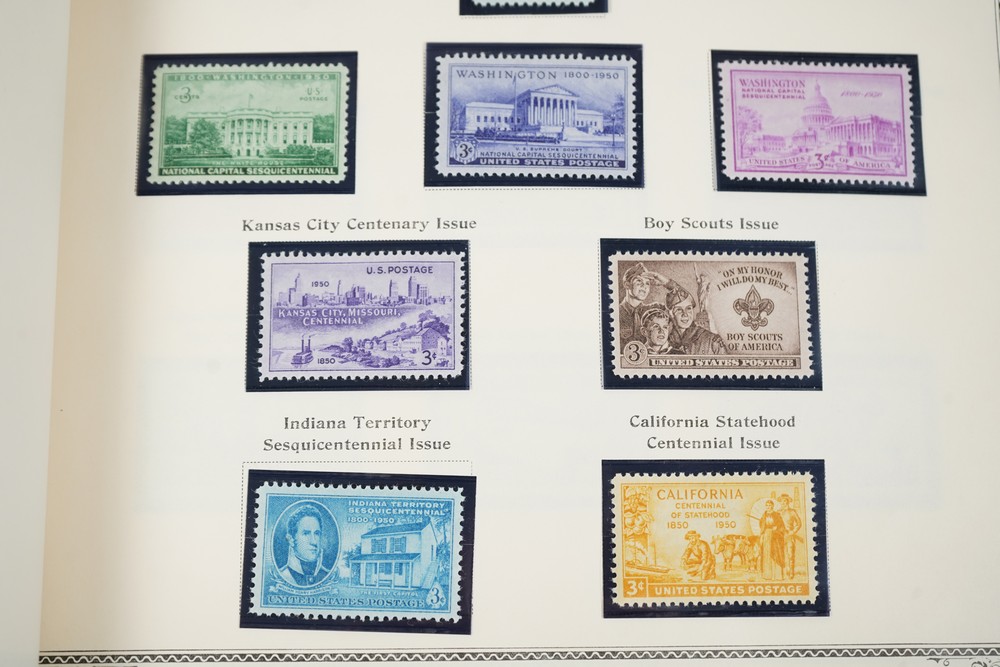 1800·WASHINGTON·1950
3
CENTS
U.S.
POSTAGE
THE WHITE HOUSE
NATIONAL CAPITAL SESQUICENTENNIAL
WASHINGTON 1800-1950
U.S. SUPREME COURT
3¢ NATIONAL CAPITAL SESQUICENTENNIAL
UNITED STATES POSTAGE
WASHINGTON
NATIONAL CAPITAL
SESQUICENTENNIAL
1800-1950
UNITED STATES 3¢ OF AMERICA
Kansas City Centenary Issue
Boy Scouts Issue
U.S. POSTAGE
1950
KANSAS CITY, MISSOURI,
CENTENNIAL
1850
3¢
"ON MY HONOR
I WILL DO MY BEST"
BOY SCOUTS
OF AMERICA
3¢ UNITED STATES POSTAGE
Indiana Territory
Sesquicentennial Issue
California Statehood
Centennial Issue
INDIANA TERRITORY
SESQUICENTENNIAL
1800-1950
THE FIRST CAPITAL
UNITED STATES POSTAGE 3¢
CALIFORNIA
CENTENNIAL
OF STATEHOOD
1850 1950
3¢ UNITED STATES POSTAGE